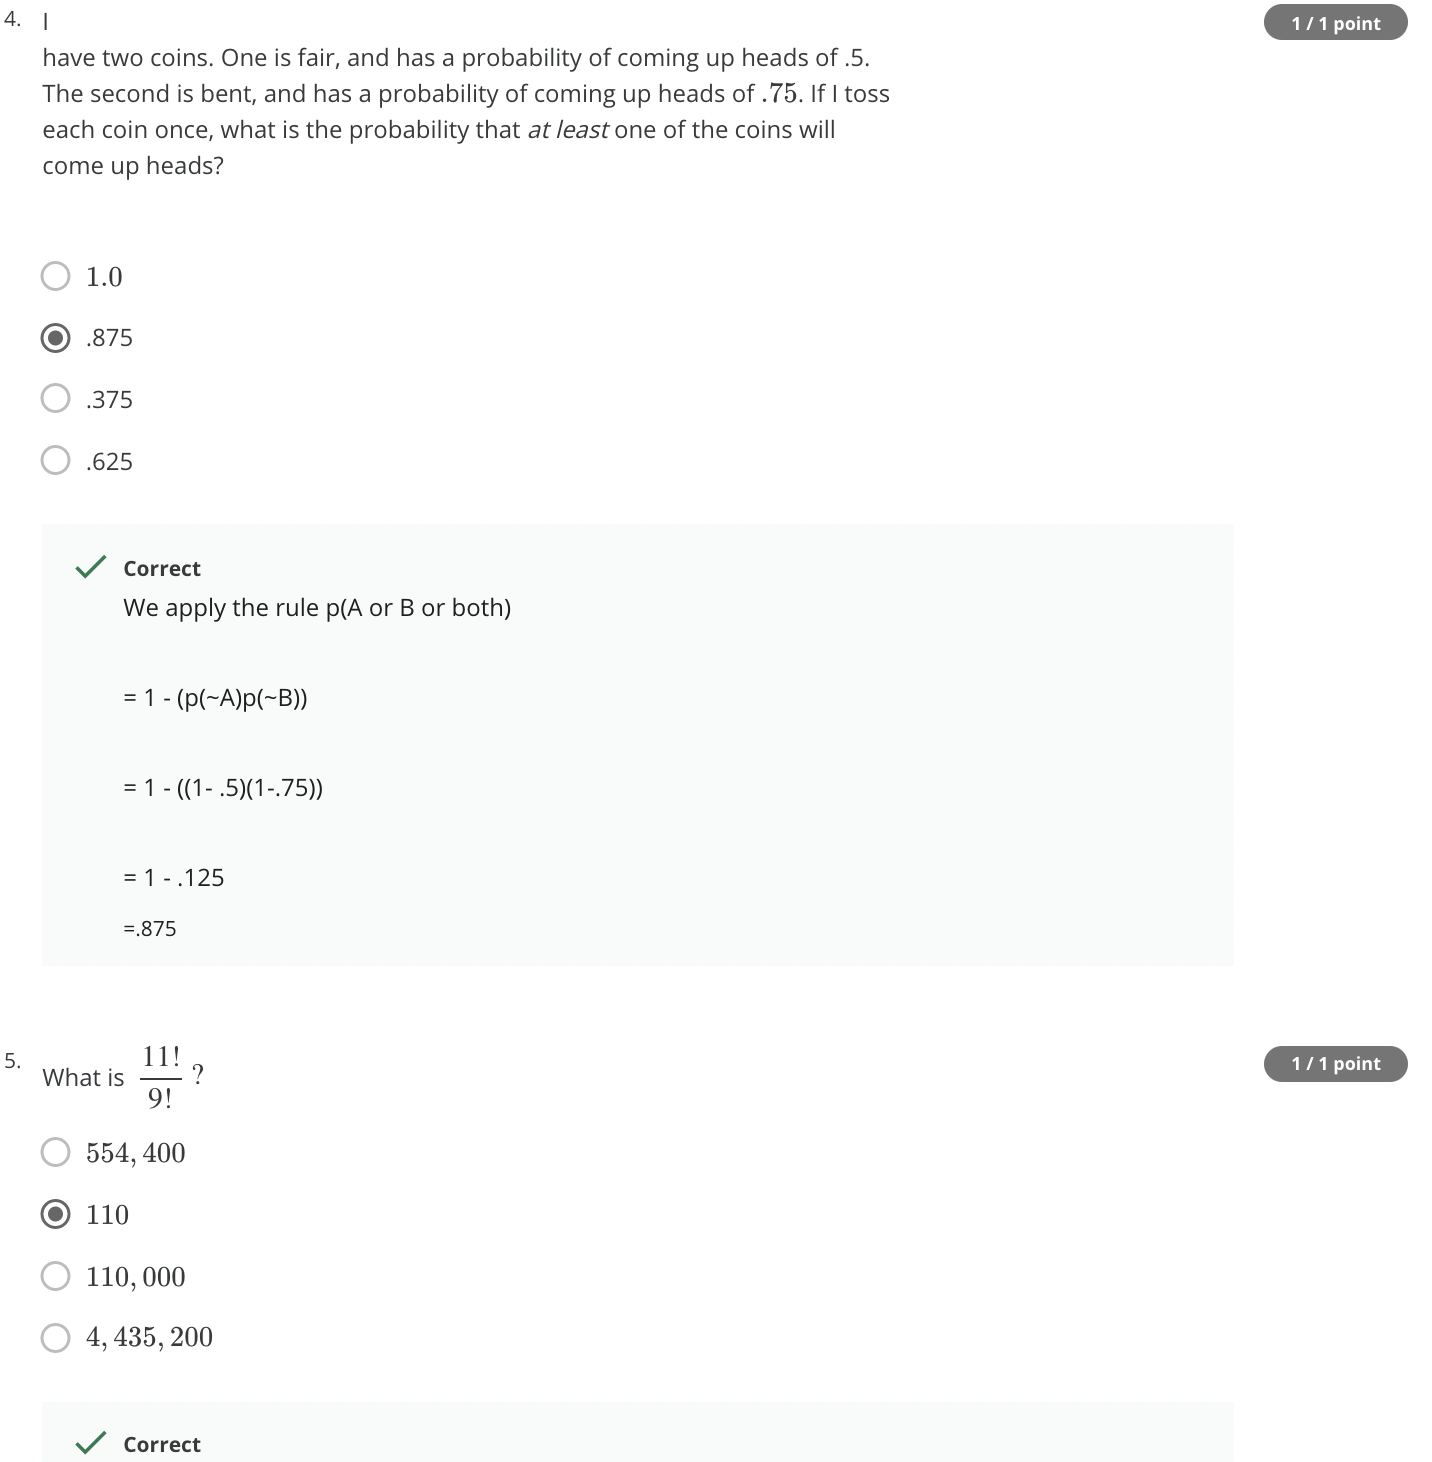 4. I
1 / 1 point
have two coins. One is fair, and has a probability of coming up heads of .5.
The second is bent, and has a probability of coming up heads of .75. If I toss
each coin once, what is the probability that at least one of the coins will
come up heads?
1.0
.875
.375
.625
Correct
We apply the rule p(A or B or both)
= 1 - (p(~A)p(~B))
= 1 - ((1- .5)(1-.75))
= 1 - .125
=.875
5. What is 11!/9! ?
1 / 1 point
554, 400
110
110, 000
4, 435, 200
Correct